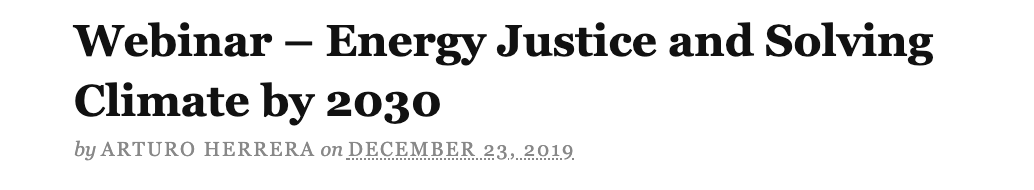 Webinar – Energy Justice and Solving
Climate by 2030
by ARTURO HERRERA on DECEMBER 23, 2019